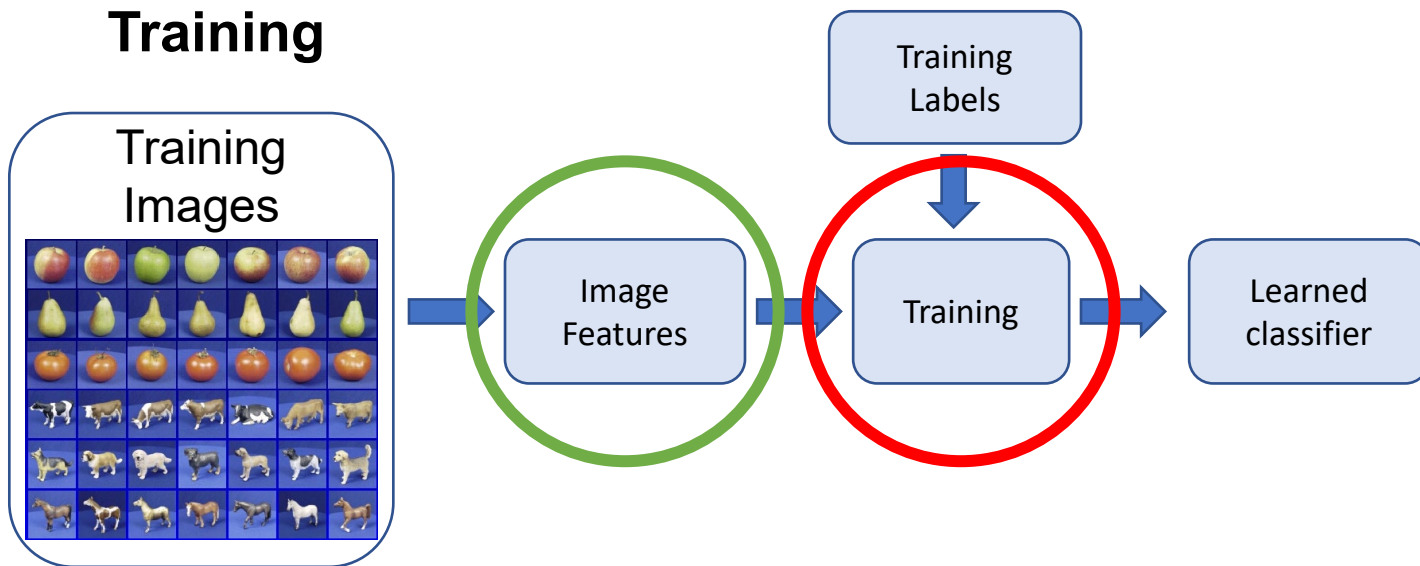 Training
Training
Images
Training
Labels
Image
Features
Training
Learned
classifier